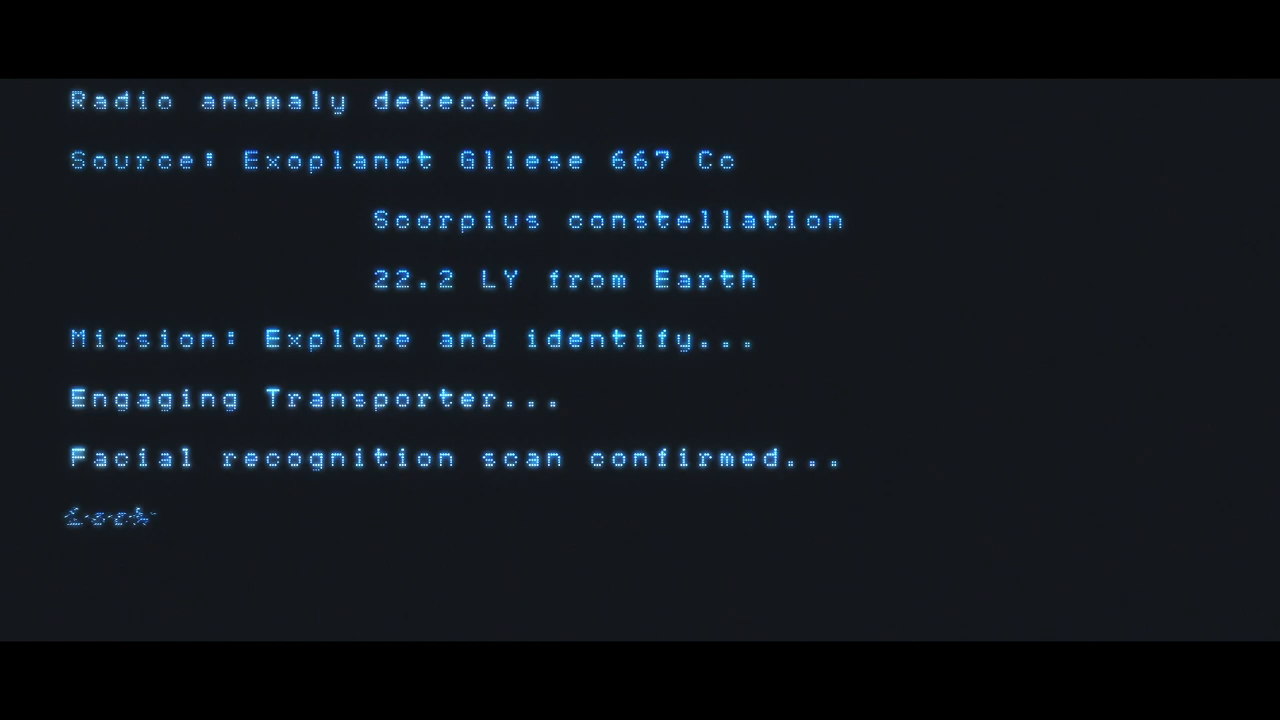 Radio anomaly detected
Source: Exoplanet Gliese 667 Cc
Scorpius constellation
22.2 LY from Earth
Mission: Explore and identify...
Engaging Transporter...
Facial recognition scan confirmed...